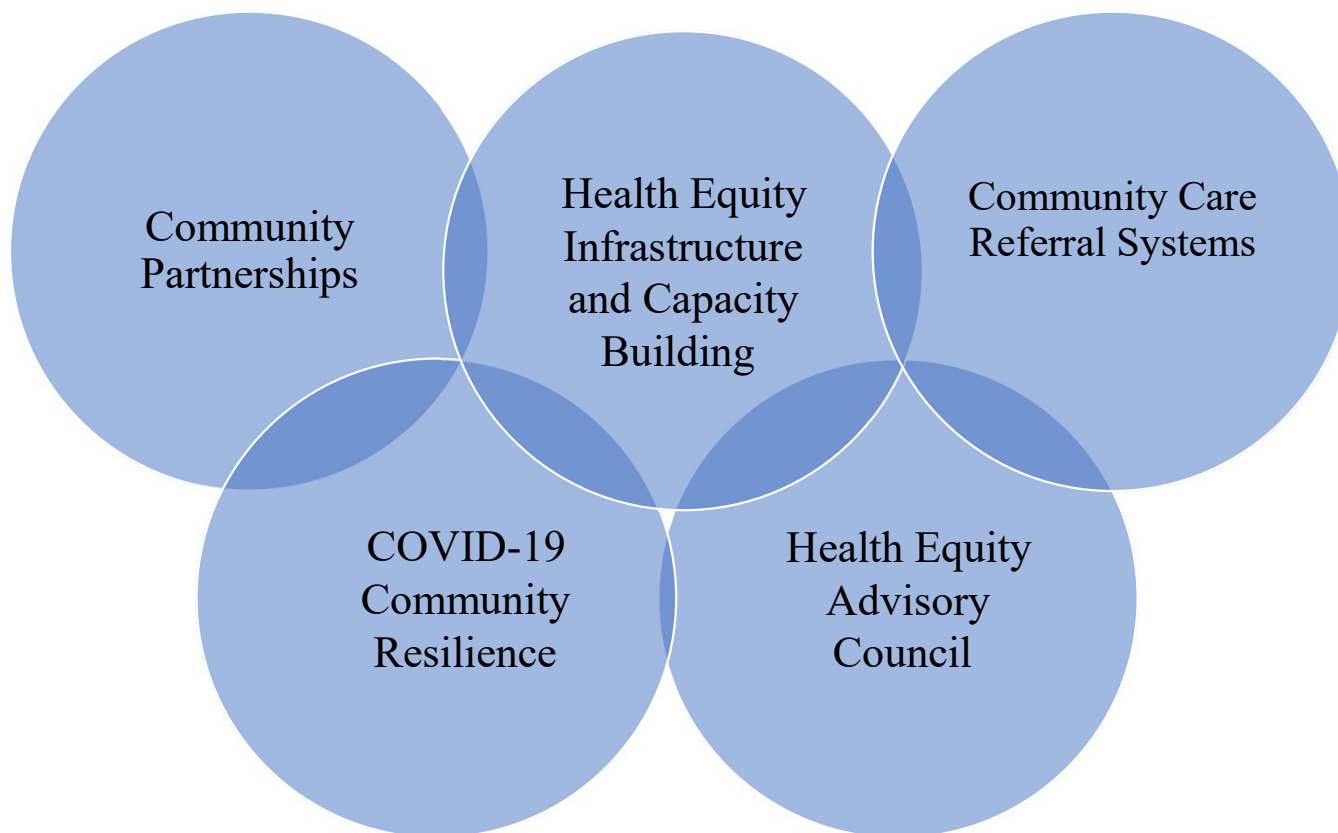 Community
Partnerships
Health Equity
Infrastructure
and Capacity
Building
Community Care
Referral Systems
COVID-19
Community
Resilience
Health Equity
Advisory
Council